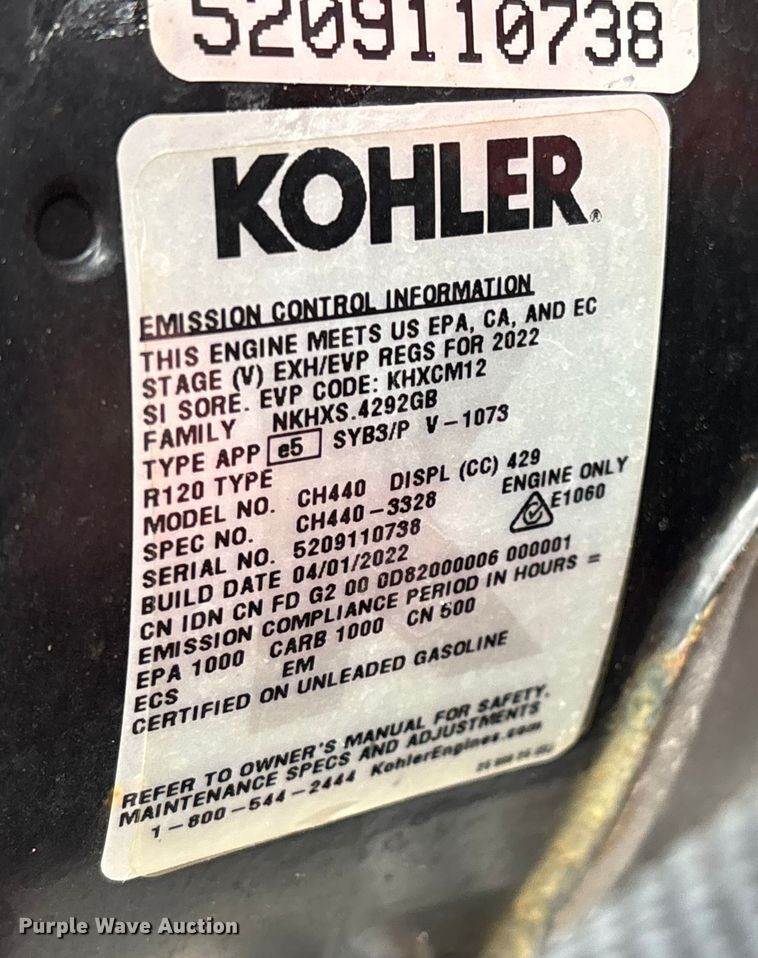 5209110738
KOHLER®
EMISSION CONTROL INFORMATION
THIS ENGINE MEETS US EPA, CA, AND EC
STAGE (V) EXH/EVP REGS FOR 2022
SI SORE. EVP CODE: KHXCM12
FAMILY NKHXS.4292GB
TYPE APP e5 SYB3/P V-1073
R120 TYPE
MODEL NO. CH440 DISPL (CC) 429
SPEC NO. CH440-3328 ENGINE ONLY
SERIAL NO. 5209110738 E1060
BUILD DATE 04/01/2022
CN IDN CN FD G2 00 0D82000006 000001
EMISSION COMPLIANCE PERIOD IN HOURS =
EPA 1000 CARB 1000 CN 500
ECS EM
CERTIFIED ON UNLEADED GASOLINE
REFER TO OWNER'S MANUAL FOR SAFETY,
MAINTENANCE SPECS AND ADJUSTMENTS
1-800-544-2444 KohlerEngines.com
Purple Wave Auction